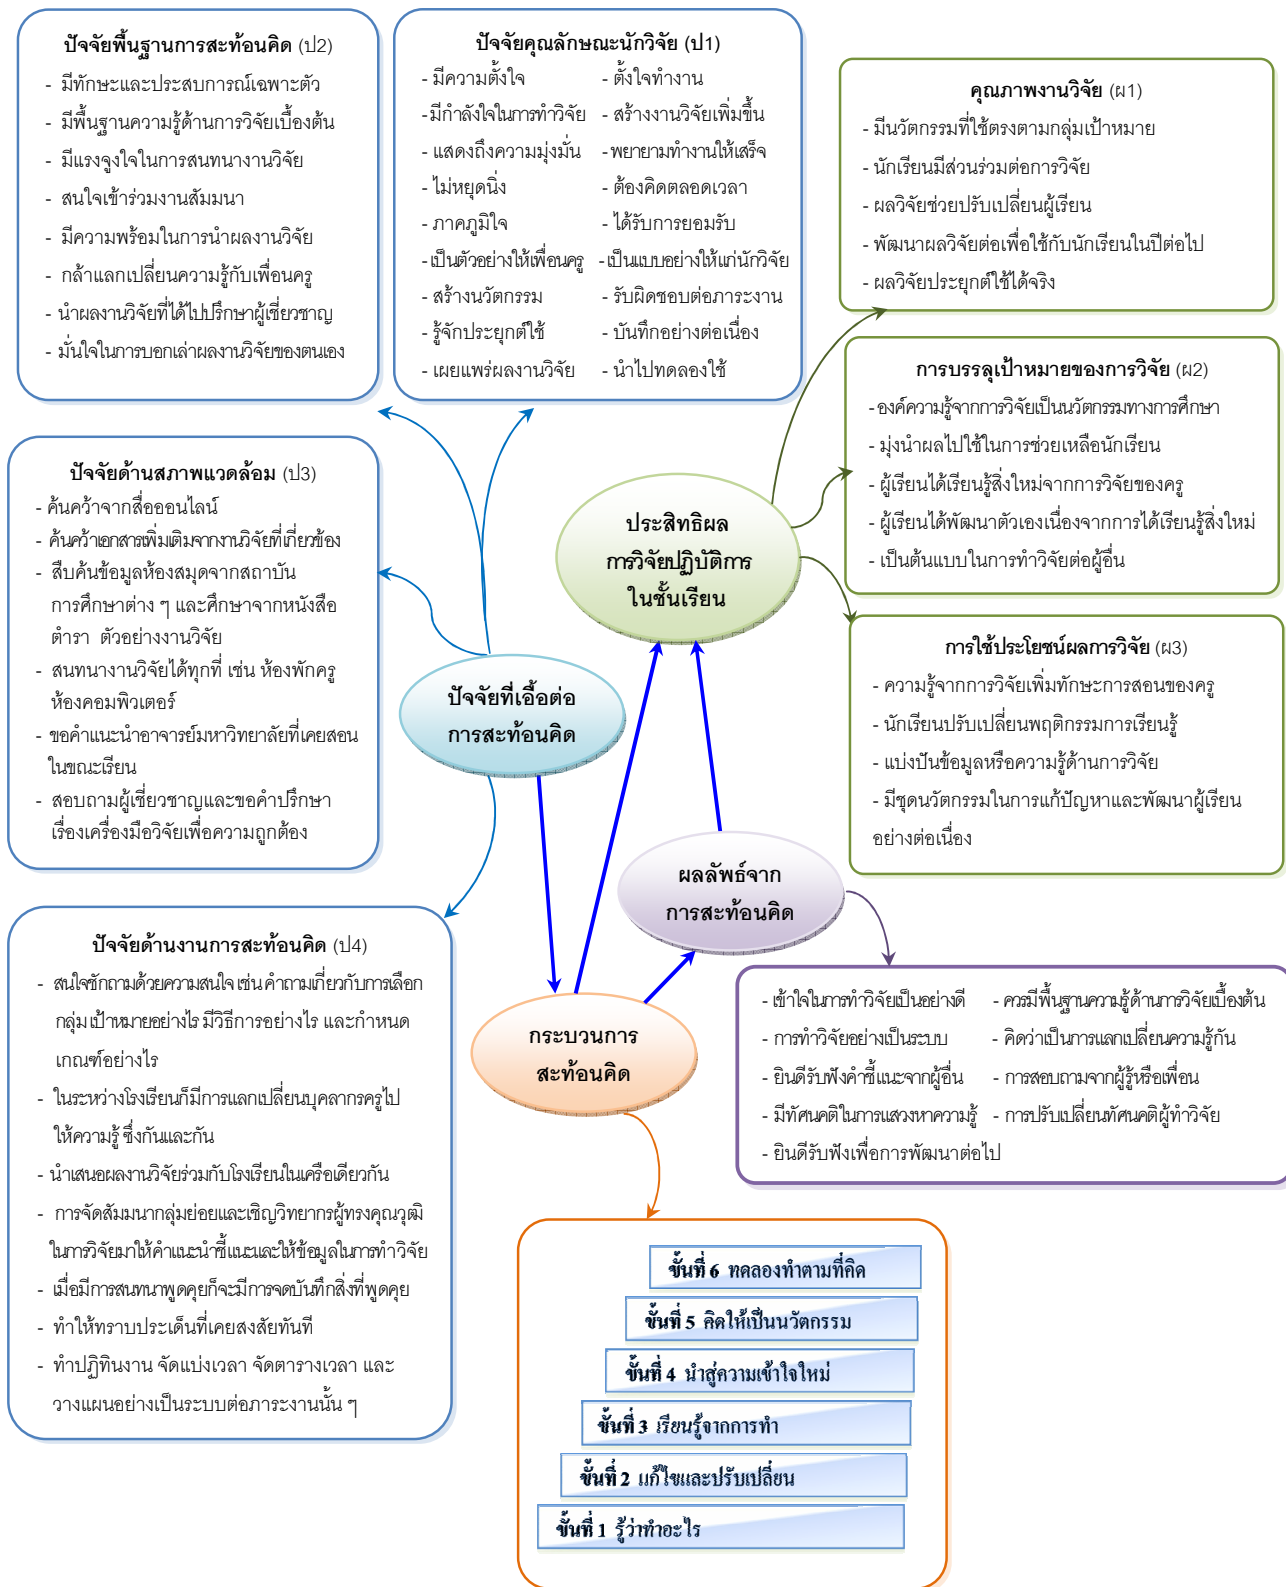 ปัจจัยพื้นฐานการสะท้อนคิด (ป2)
- มีทักษะและประสบการณ์เฉพาะตัว
- มีพื้นฐานความรู้ด้านการวิจัยเบื้องต้น
- มีแรงจูงใจในการสนทนางานวิจัย
- สนใจเข้าร่วมงานสัมมนา
- มีความพร้อมในการนำผลงานวิจัย
- กล้าแลกเปลี่ยนความรู้กับเพื่อนครู
- นำผลงานวิจัยที่ได้ไปปรึกษาผู้เชี่ยวชาญ
- มั่นใจในการบอกเล่าผลงานวิจัยของตนเอง
ปัจจัยคุณลักษณะนักวิจัย (ป1)
- มีความตั้งใจ - ตั้งใจทำงาน
- มีกำลังใจในการทำวิจัย - สร้างงานวิจัยเพิ่มขึ้น
- แสดงถึงความมุ่งมั่น - พยายามทำงานให้เสร็จ
- ไม่หยุดนิ่ง - ต้องคิดตลอดเวลา
- ภาคภูมิใจ - ได้รับการยอมรับ
- เป็นตัวอย่างให้เพื่อนครู - เป็นแบบอย่างให้แก่นักวิจัย
- สร้างนวัตกรรม - รับผิดชอบต่อภาระงาน
- รู้จักประยุกต์ใช้ - บันทึกอย่างต่อเนื่อง
- เผยแพร่ผลงานวิจัย - นำไปทดลองใช้
คุณภาพงานวิจัย (ผ1)
- มีนวัตกรรมที่ใช้ตรงตามกลุ่มเป้าหมาย
- นักเรียนมีส่วนร่วมต่อการวิจัย
- ผลวิจัยช่วยปรับเปลี่ยนผู้เรียน
- พัฒนาผลวิจัยต่อเพื่อใช้กับนักเรียนในปีต่อไป
- ผลวิจัยประยุกต์ใช้ได้จริง
การบรรลุเป้าหมายของการวิจัย (ผ2)
- องค์ความรู้จากการวิจัยเป็นนวัตกรรมทางการศึกษา
- มุ่งนำผลไปใช้ในการช่วยเหลือนักเรียน
- ผู้เรียนได้เรียนรู้สิ่งใหม่จากการวิจัยของครู
- ผู้เรียนได้พัฒนาตัวเองเนื่องจากการได้เรียนรู้สิ่งใหม่
- เป็นต้นแบบในการทำวิจัยต่อผู้อื่น
ปัจจัยด้านสภาพแวดล้อม (ป3)
- ค้นคว้าจากสื่อออนไลน์
- ค้นคว้าเอกสารเพิ่มเติมจากงานวิจัยที่เกี่ยวข้อง
- สืบค้นข้อมูลห้องสมุดจากสถาบัน
การศึกษาต่าง ๆ และศึกษาจากหนังสือ
ตำรา ตัวอย่างงานวิจัย
- สนทนางานวิจัยได้ทุกที่ เช่น ห้องพักครู
ห้องคอมพิวเตอร์
- ขอคำแนะนำอาจารย์มหาวิทยาลัยที่เคยสอน
ในขณะเรียน
- สอบถามผู้เชี่ยวชาญและขอคำปรึกษา
เรื่องเครื่องมือวิจัยเพื่อความถูกต้อง
ประสิทธิผล
การวิจัยปฏิบัติการ
ในชั้นเรียน
ปัจจัยที่เอื้อต่อ
การสะท้อนคิด
การใช้ประโยชน์ผลการวิจัย (ผ3)
- ความรู้จากการวิจัยเพิ่มทักษะการสอนของครู
- นักเรียนปรับเปลี่ยนพฤติกรรมการเรียนรู้
- แบ่งปันข้อมูลหรือความรู้ด้านการวิจัย
- มีชุดนวัตกรรมในการแก้ปัญหาและพัฒนาผู้เรียน
อย่างต่อเนื่อง
ผลลัพธ์จาก
การสะท้อนคิด
ปัจจัยด้านงานการสะท้อนคิด (ป4)
- สนใจซักถามด้วยความสนใจ เช่น คำถามเกี่ยวกับการเลือก
กลุ่มเป้าหมายอย่างไร มีวิธีการอย่างไร และกำหนด
เกณฑ์อย่างไร
- ในระหว่างโรงเรียนก็มีการแลกเปลี่ยนบุคลากรครูไป
ให้ความรู้ ซึ่งกันและกัน
- นำเสนอผลงานวิจัยร่วมกับโรงเรียนในเครือเดียวกัน
- การจัดสัมมนากลุ่มย่อยและเชิญวิทยากรผู้ทรงคุณวุฒิ
ในการวิจัยมาให้คำแนะนำชี้แนะและให้ข้อมูลในการทำวิจัย
- เมื่อมีการสนทนาพูดคุยก็จะมีการจดบันทึกสิ่งที่พูดคุย
- ทำให้ทราบประเด็นที่เคยสงสัยทันที
- ทำปฏิทินงาน จัดแบ่งเวลา จัดตารางเวลา และ
วางแผนอย่างเป็นระบบต่อภาระงานนั้น ๆ
กระบวนการ
สะท้อนคิด
- เข้าใจในการทำวิจัยเป็นอย่างดี - ควรมีพื้นฐานความรู้ด้านการวิจัยเบื้องต้น
- การทำวิจัยอย่างเป็นระบบ - คิดว่าเป็นการแลกเปลี่ยนความรู้กัน
- ยินดีรับฟังคำชี้แนะจากผู้อื่น - การสอบถามจากผู้รู้หรือเพื่อน
- มีทัศนคติในการแสวงหาความรู้ - การปรับเปลี่ยนทัศนคติผู้ทำวิจัย
- ยินดีรับฟังเพื่อการพัฒนาต่อไป
ขั้นที่ 6 ทดลองทำตามที่คิด
ขั้นที่ 5 คิดให้เป็นนวัตกรรม
ขั้นที่ 4 นำสู่ความเข้าใจใหม่
ขั้นที่ 3 เรียนรู้จากการทำ
ขั้นที่ 2 แก้ไขและปรับเปลี่ยน
ขั้นที่ 1 รู้ว่าทำอะไร